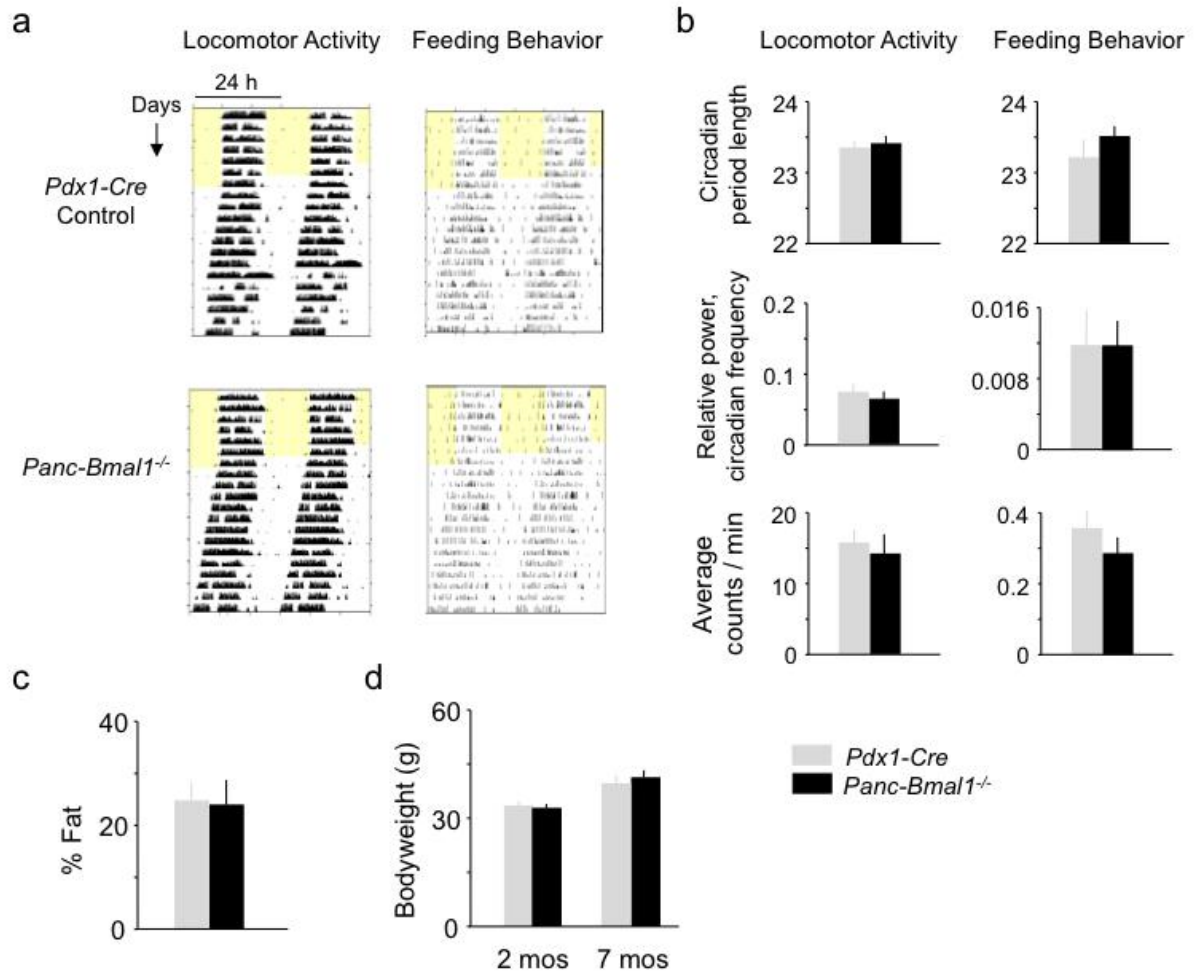 a
Locomotor Activity
Feeding Behavior
24 h
Days
Pdx1-Cre
Control
Panc-Bmal1-/-
b
Locomotor Activity
Feeding Behavior
Circadian
period length
24
23
22
24
23
22
Relative power,
circadian frequency
0.2
0.1
0
0.016
0.008
0
Average
counts / min
20
10
0
0.4
0.2
0
c
% Fat
40
20
0
d
Bodyweight (g)
60
30
0
2 mos
7 mos
Pdx1-Cre
Panc-Bmal1-/-